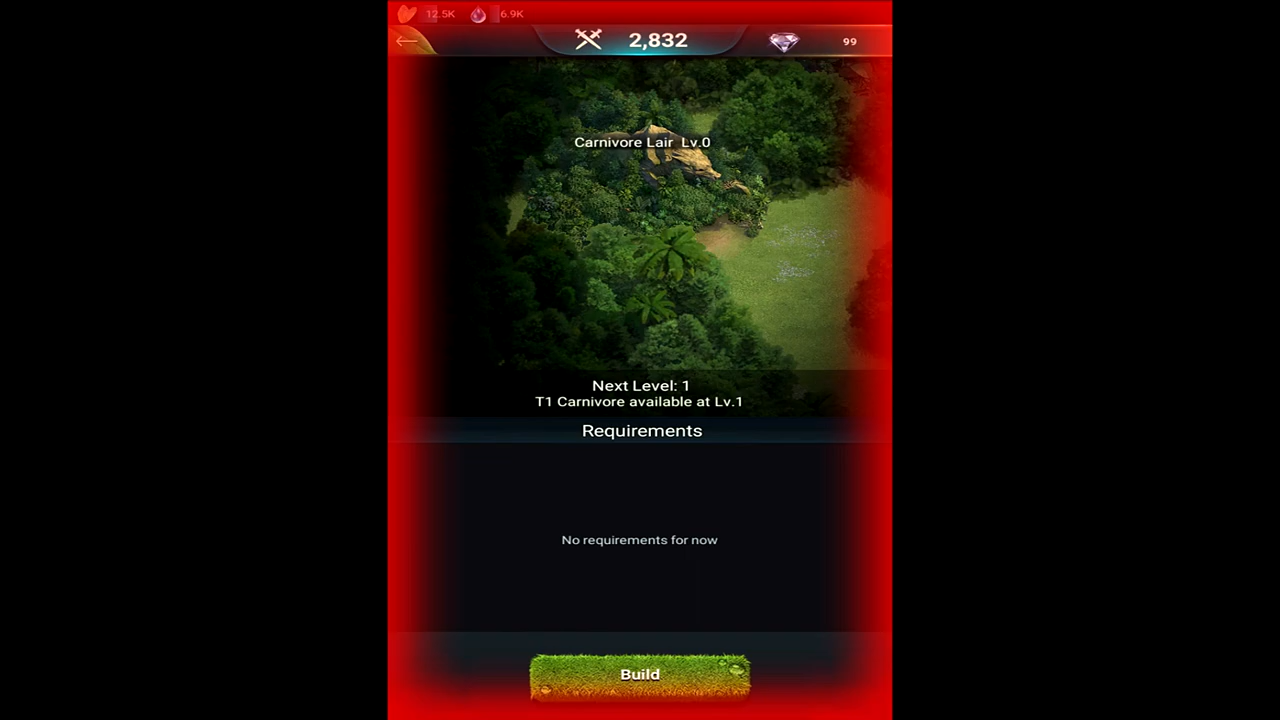 12.5K 6.9K
2,832 99
Carnivore Lair Lv.0
Next Level: 1
T1 Carnivore available at Lv.1
Requirements
No requirements for now
Build